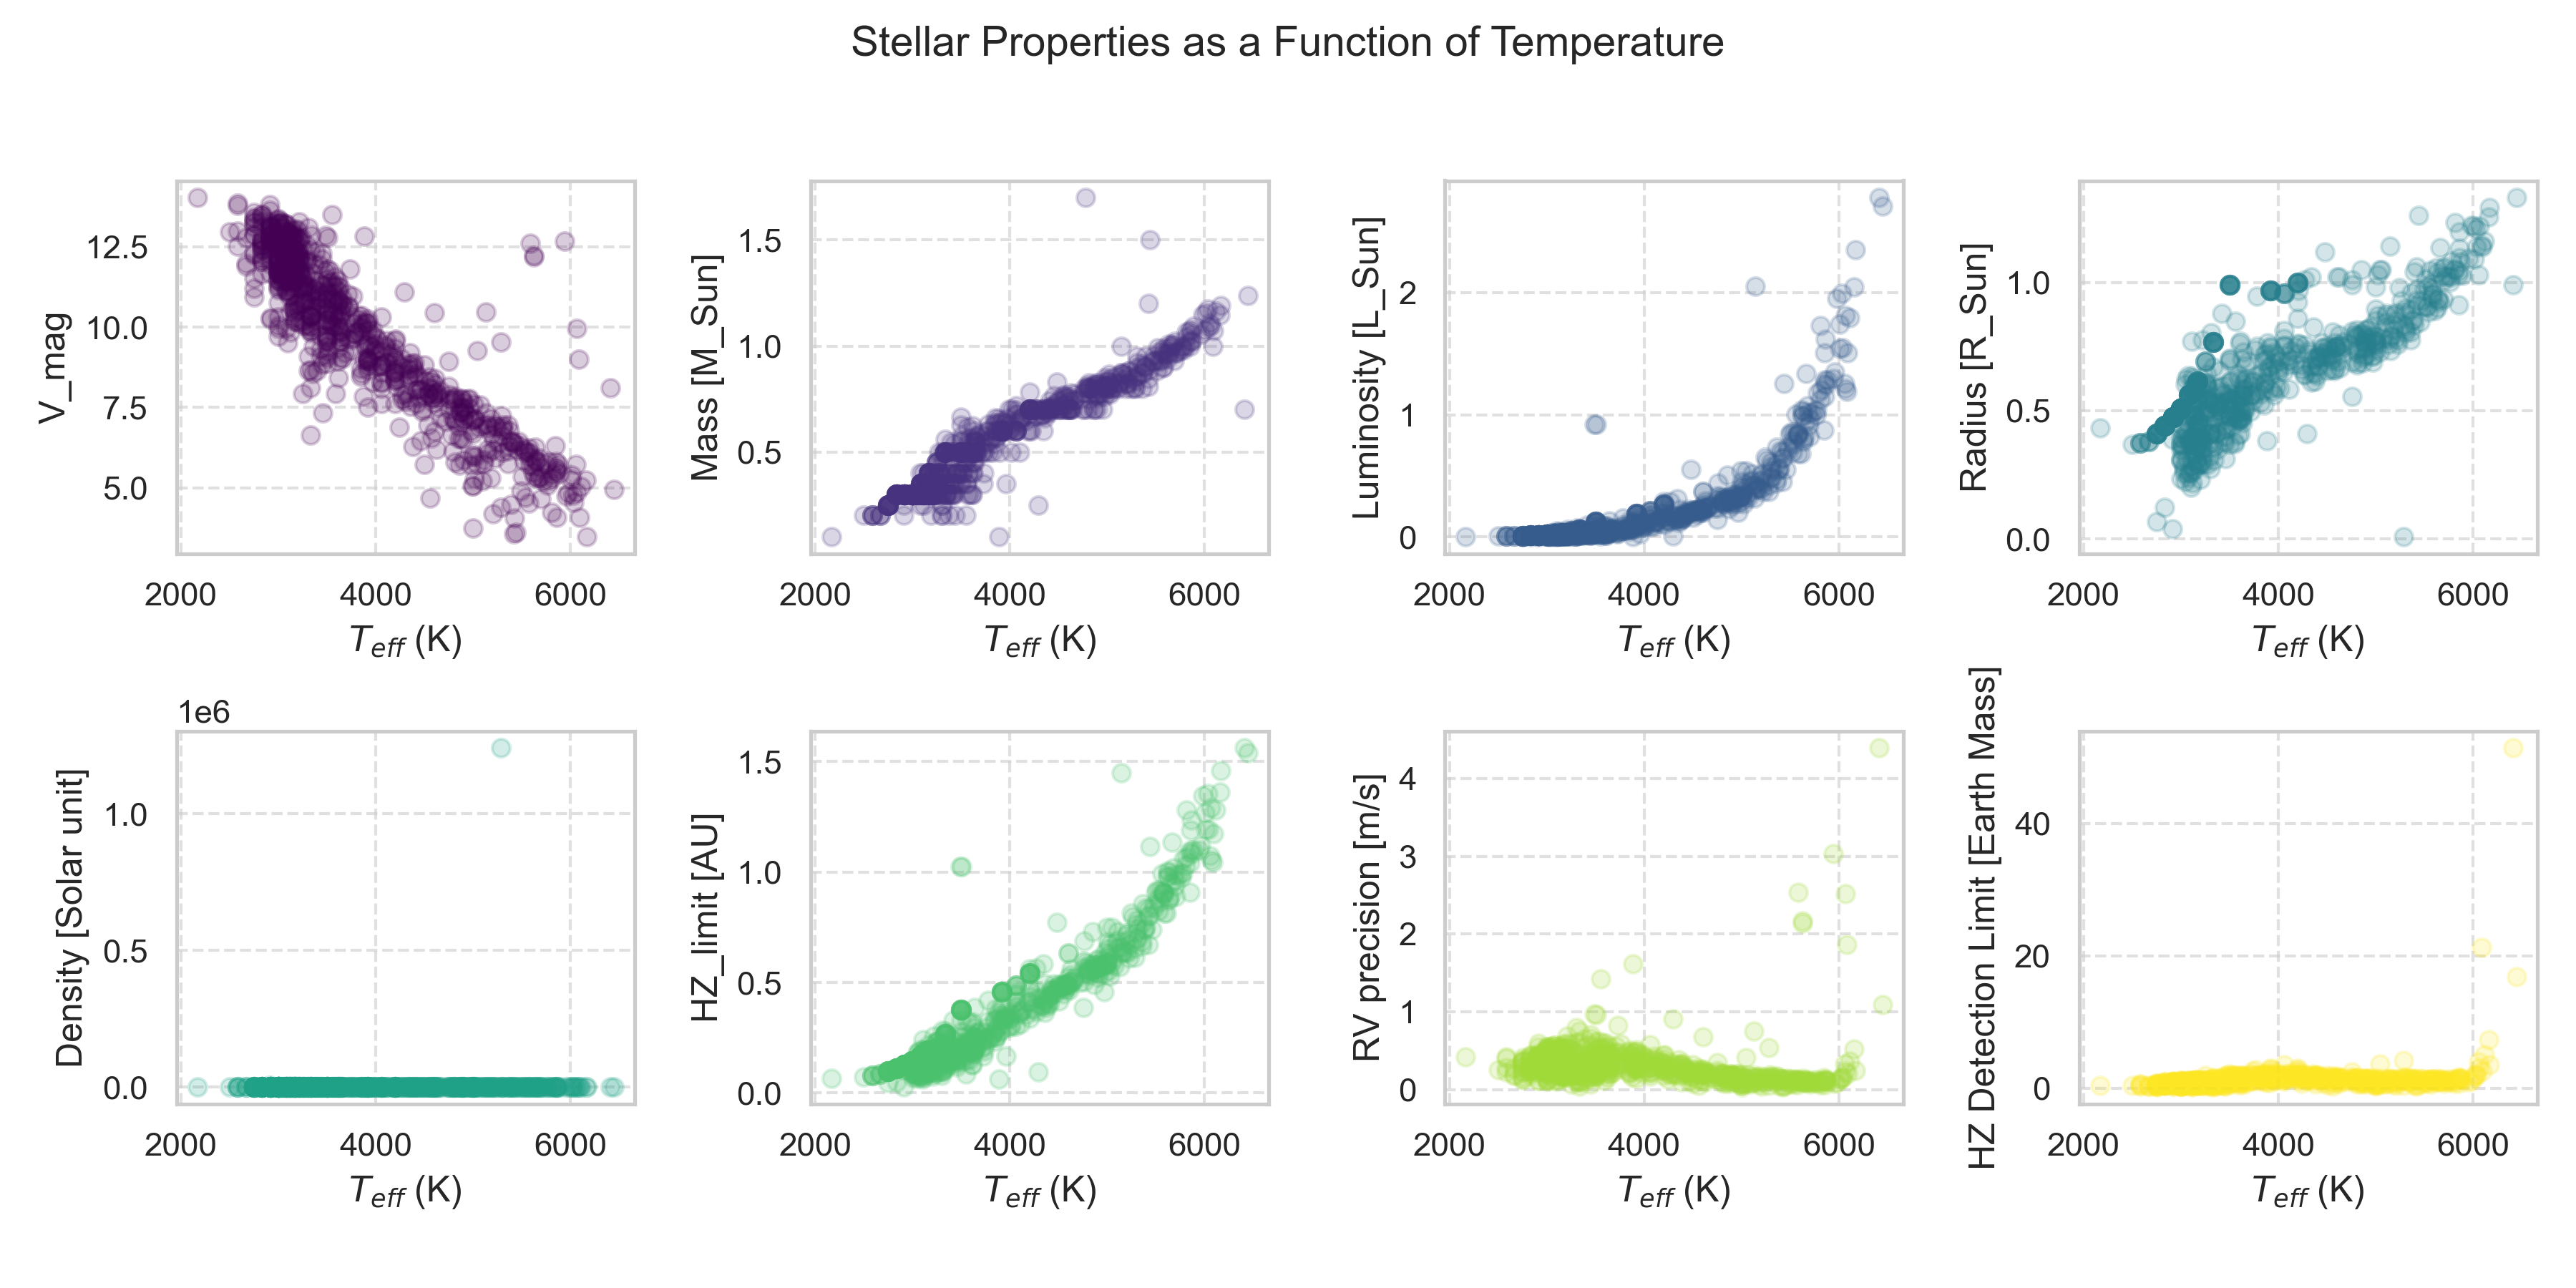 Stellar Properties as a Function of Temperature
V_mag
12.5
10.0
7.5
5.0
2000 4000 6000
T_eff (K)
Mass [M_Sun]
1.5
1.0
0.5
2000 4000 6000
T_eff (K)
Luminosity [L_Sun]
2
1
0
2000 4000 6000
T_eff (K)
Radius [R_Sun]
1.0
0.5
0.0
2000 4000 6000
T_eff (K)
1e6
Density [Solar unit]
1.0
0.5
0.0
2000 4000 6000
T_eff (K)
HZ_limit [AU]
1.5
1.0
0.5
0.0
2000 4000 6000
T_eff (K)
RV precision [m/s]
4
3
2
1
0
2000 4000 6000
T_eff (K)
HZ Detection Limit [Earth Mass]
40
20
0
2000 4000 6000
T_eff (K)